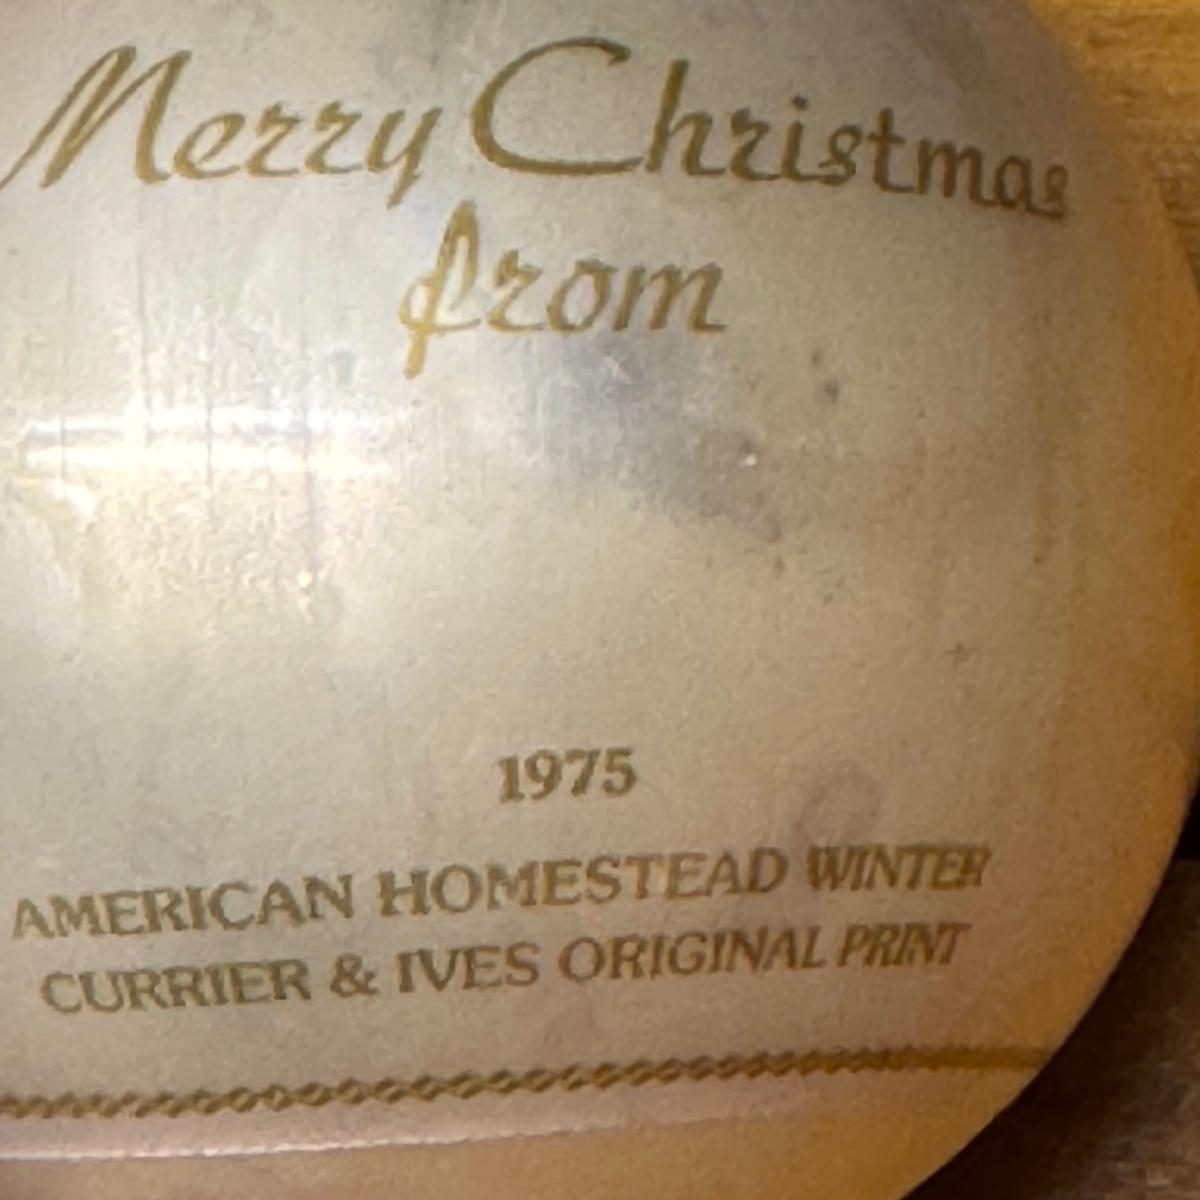 Merry Christmas
from
1975
AMERICAN HOMESTEAD WINTER
CURRIER & IVES ORIGINAL PRINT